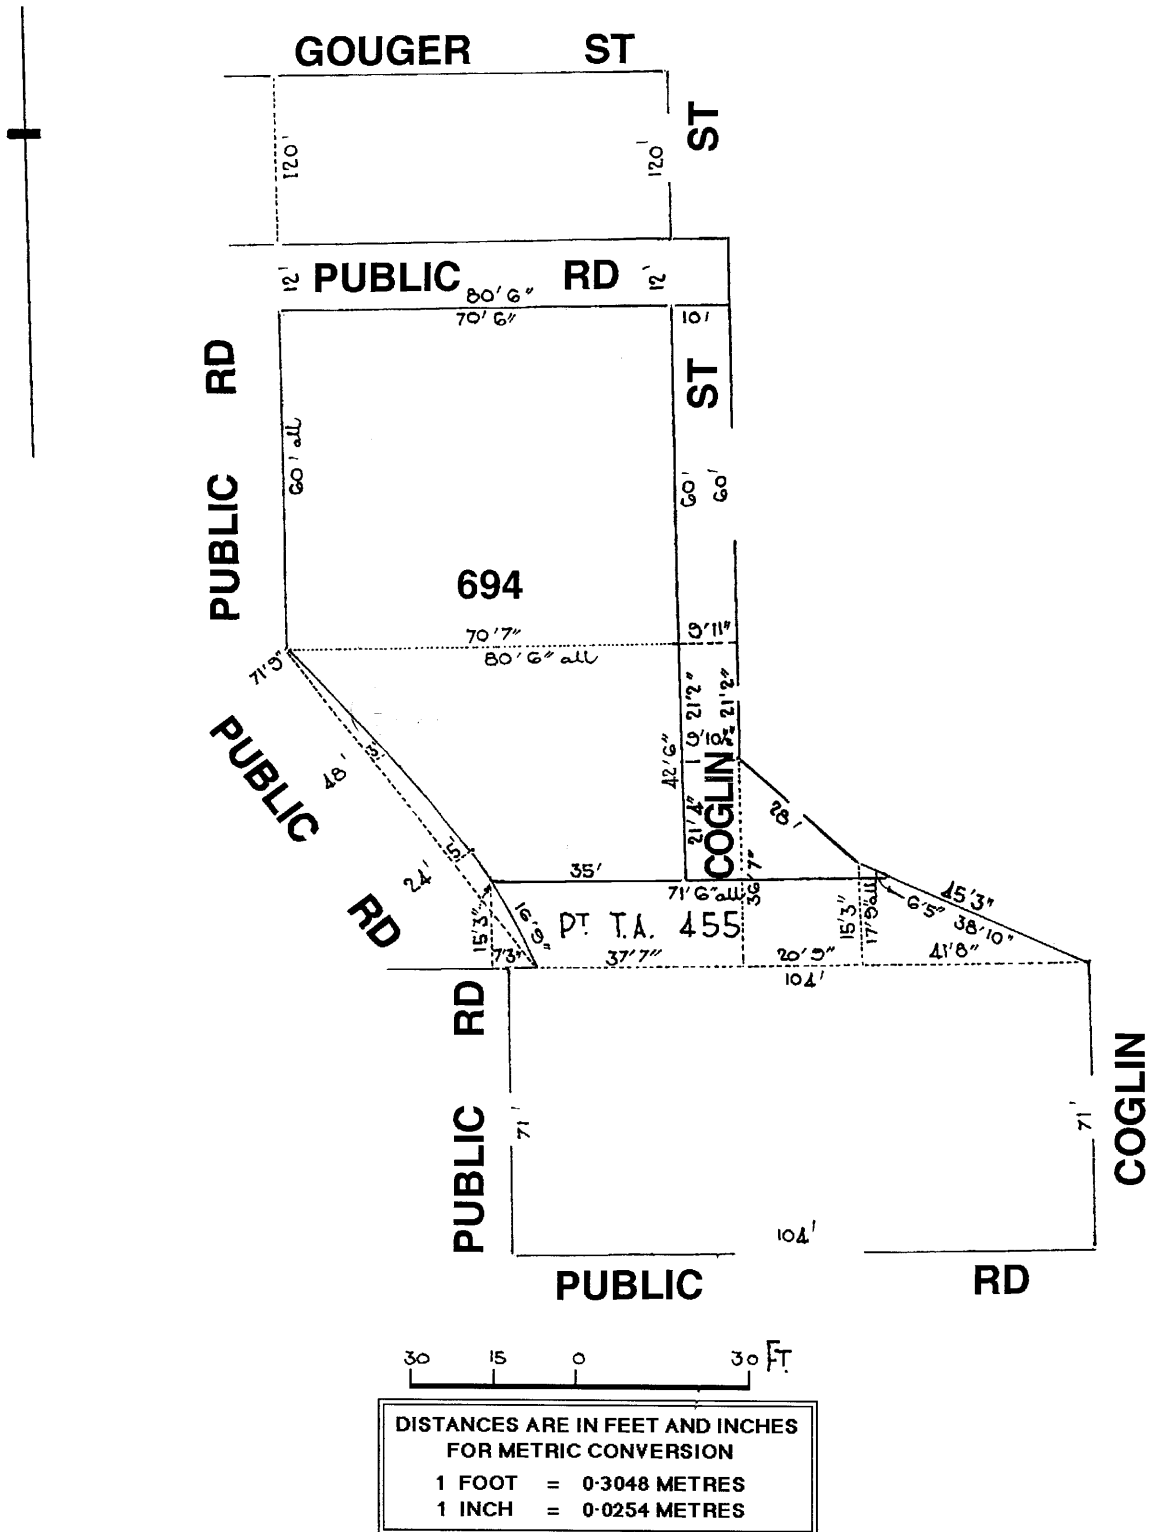 GOUGER ST
ST
120'
120'
12'
PUBLIC RD
12'
80'6"
70'6"
10'
PUBLIC RD
ST
60' all
60'
60'
694
70'7"
9'11"
80'6" all
71'9"
21'2"
21'2"
9'10"
42'6"
PUBLIC RD
48'
5'
COGLIN
21'4"
28'
5'
24'
35'
71'6" all
36'7"
45'3"
6'5"
38'10"
15'3"
16'9"
PT T.A. 455
15'3"
17'9" all
7'3"
37'7"
20'9"
41'8"
104'
PUBLIC RD
71'
71'
COGLIN
104'
PUBLIC RD
30 15 0 30 FT.
DISTANCES ARE IN FEET AND INCHES
FOR METRIC CONVERSION
1 FOOT = 0·3048 METRES
1 INCH = 0·0254 METRES